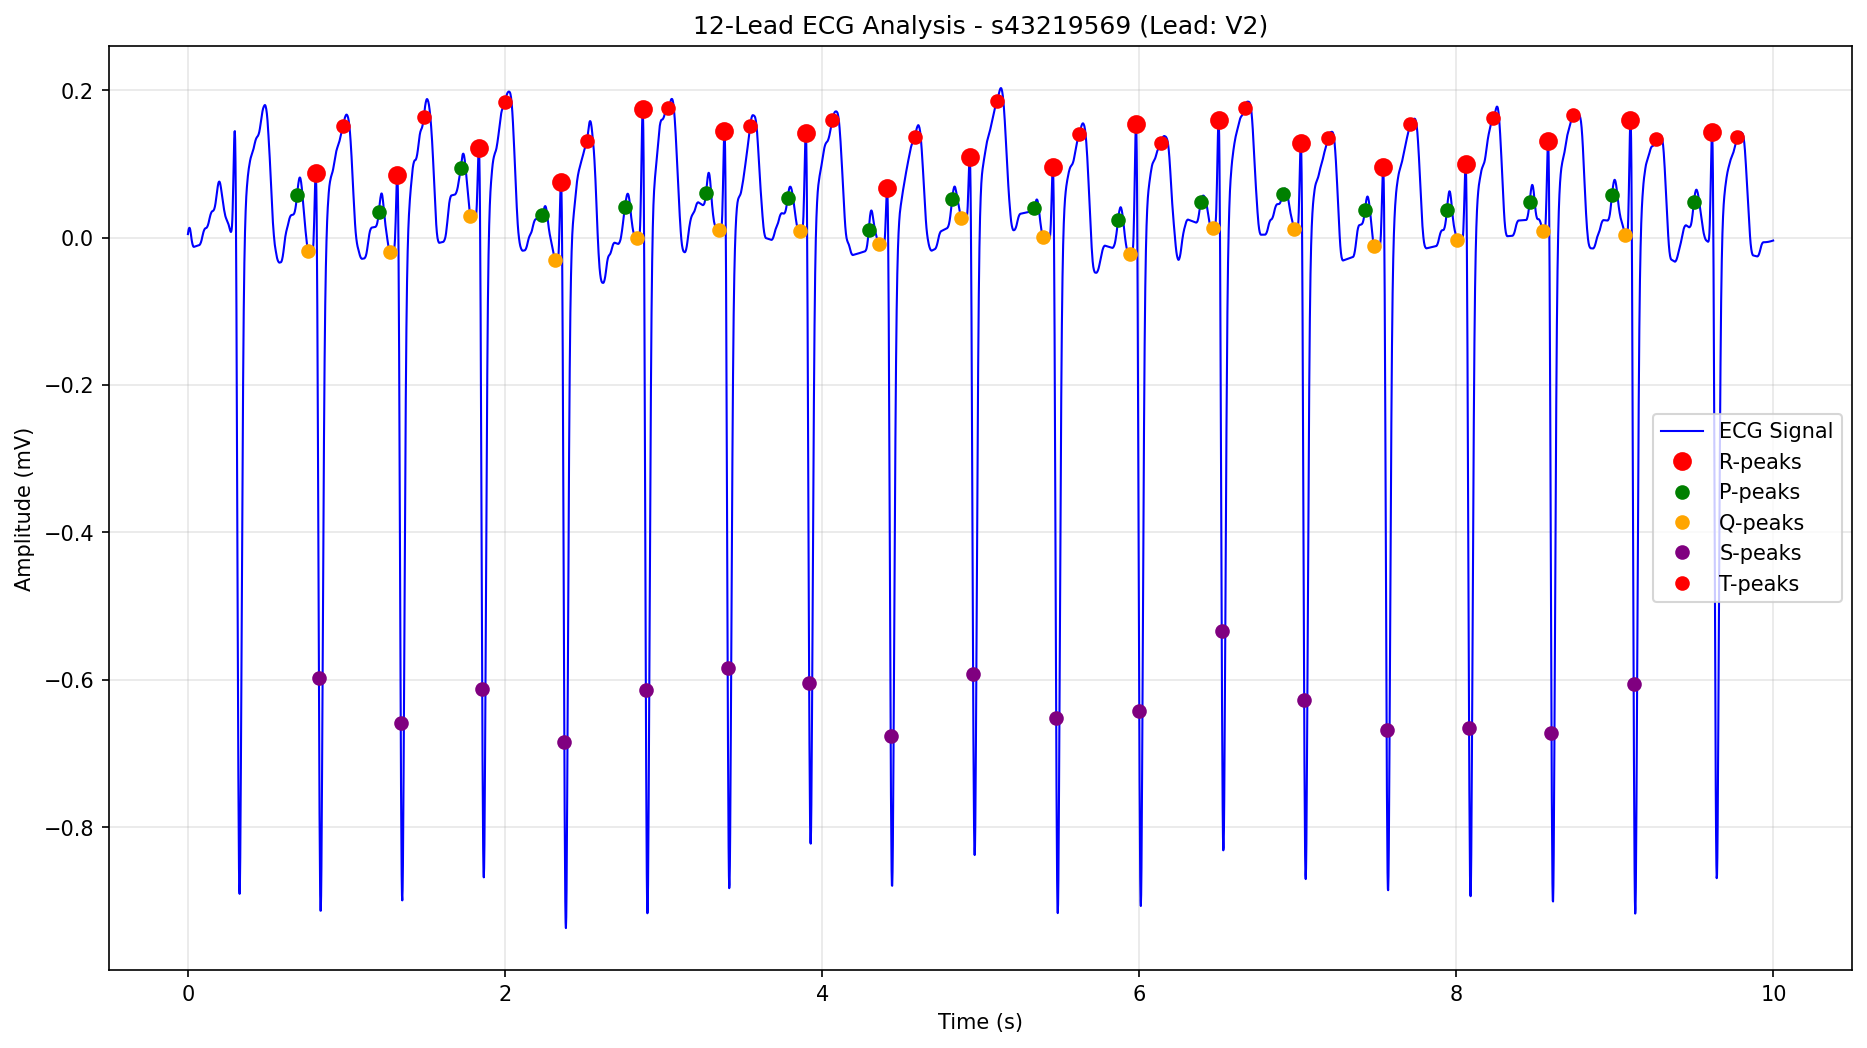 12-Lead ECG Analysis - s43219569 (Lead: V2)
0.2
0.0
−0.2
−0.4
−0.6
−0.8
Amplitude (mV)
ECG Signal
R-peaks
P-peaks
Q-peaks
S-peaks
T-peaks
0 2 4 6 8 10
Time (s)